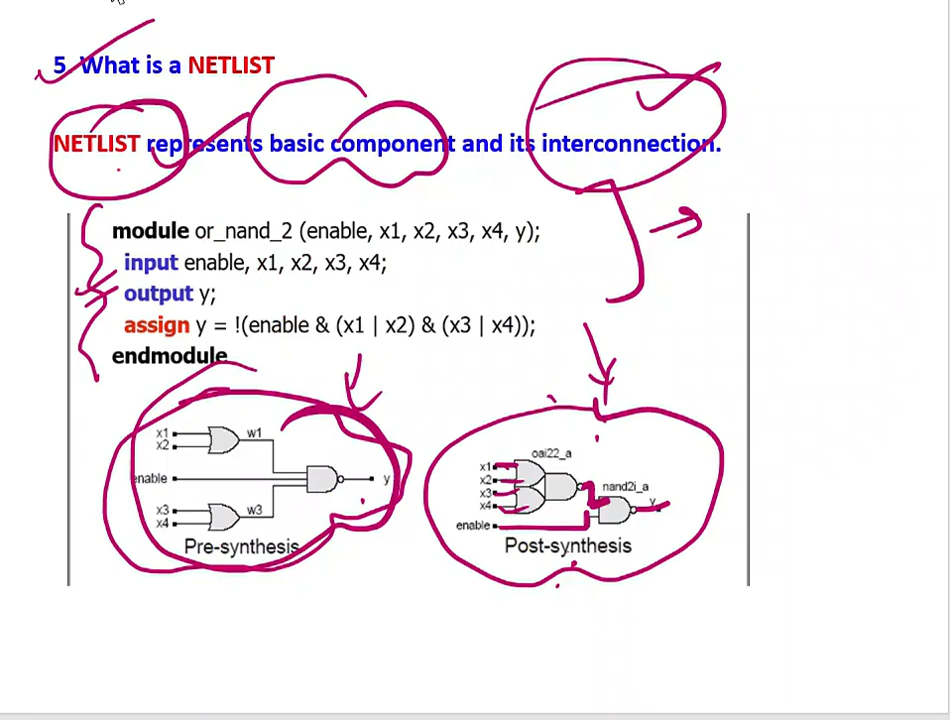 5. What is a NETLIST
NETLIST represents basic component and its interconnection.
module or_nand_2 (enable, x1, x2, x3, x4, y);
input enable, x1, x2, x3, x4;
output y;
assign y = !(enable & (x1 | x2) & (x3 | x4));
endmodule
x1
x2
w1
enable
y
x3
x4
w3
Pre-synthesis
oai22_a
x1
x2
x3
x4
nand2i_a
y
enable
Post-synthesis